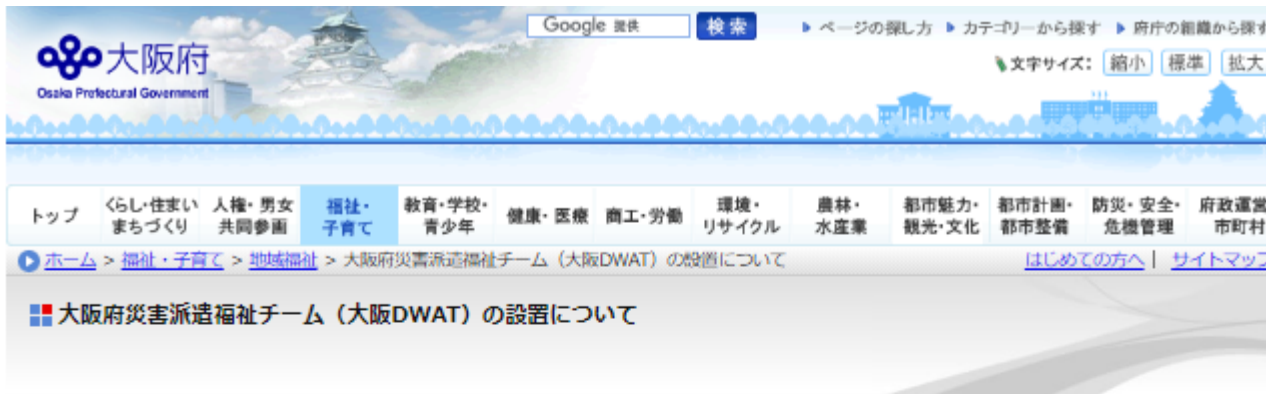 Google 提供 検索 ページの探し方 カテゴリーから探す 府庁の組織から探す
大阪府
Osaka Prefectural Government
文字サイズ: 縮小 標準 拡大
トップ くらし・住まい まちづくり 人権・男女 共同参画 福祉・ 子育て 教育・学校・ 青少年 健康・医療 商工・労働 環境・ リサイクル 農林・ 水産業 都市魅力・ 観光・文化 都市計画・ 都市整備 防災・安全・ 危機管理 府政運営 市町村
ホーム > 福祉・子育て > 地域福祉 > 大阪府災害派遣福祉チーム（大阪DWAT）の設置について はじめての方へ | サイトマップ
大阪府災害派遣福祉チーム（大阪DWAT）の設置について